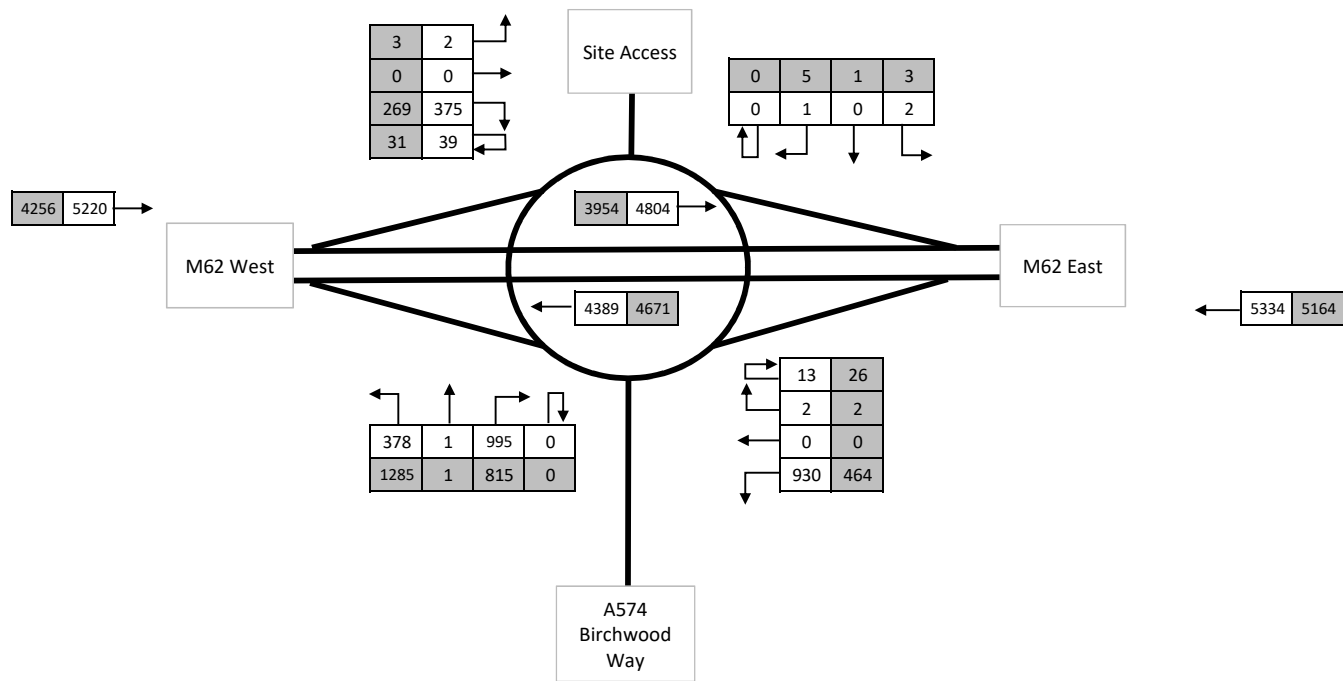 3 2
0 0
269 375
31 39
Site Access
0 5 1 3
0 1 0 2
4256 5220
3954 4804
M62 West
M62 East
4389 4671
5334 5164
13 26
2 2
0 0
930 464
378 1 995 0
1285 1 815 0
A574
Birchwood
Way